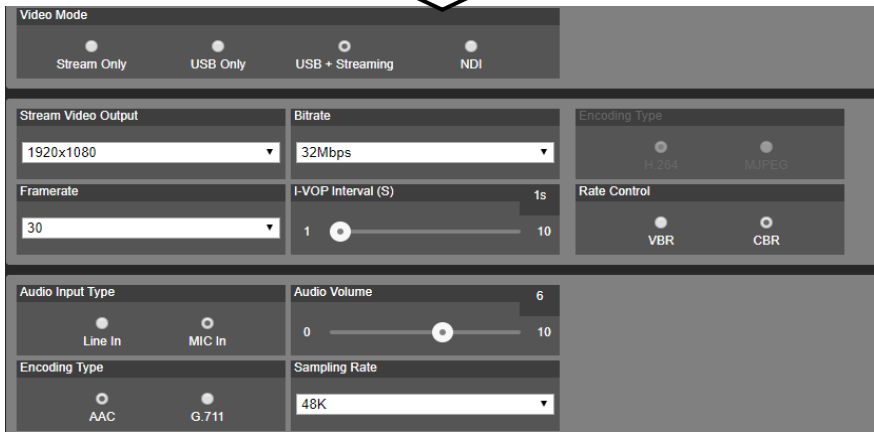 Video Mode
Stream Only USB Only USB + Streaming NDI
Stream Video Output Bitrate Encoding Type
1920x1080 32Mbps H.264 MJPEG
Framerate I-VOP Interval (S) 1s Rate Control
30 1 10 VBR CBR
Audio Input Type Audio Volume 6
Line In MIC In 0 10
Encoding Type Sampling Rate
AAC G.711 48K